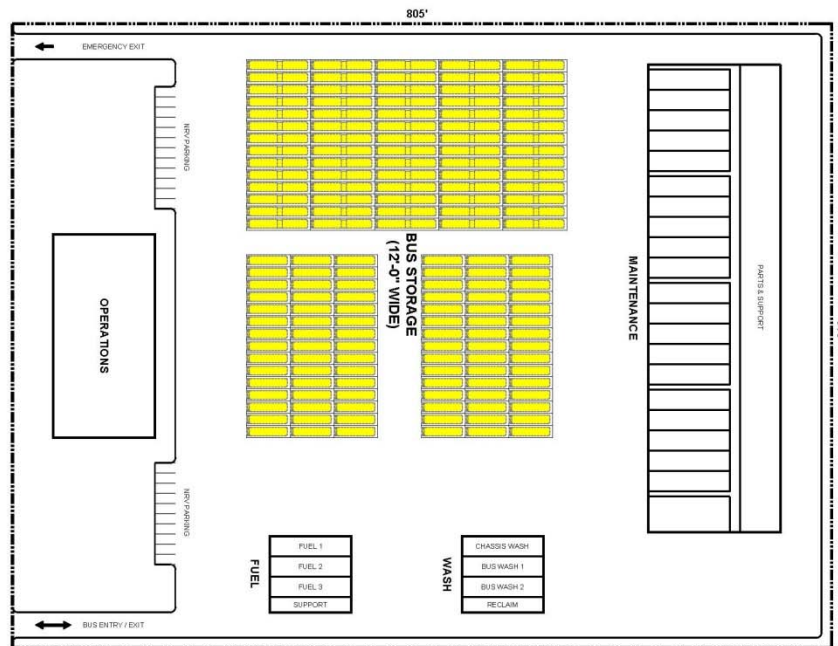 805'
EMERGENCY EXIT
NRV PARKING
BUS STORAGE
(12'-0" WIDE)
OPERATIONS
MAINTENANCE
PARTS & SUPPORT
NRV PARKING
FUEL
FUEL 1
FUEL 2
FUEL 3
SUPPORT
WASH
CHASSIS WASH
BUS WASH 1
BUS WASH 2
RECLAIM
BUS ENTRY / EXIT